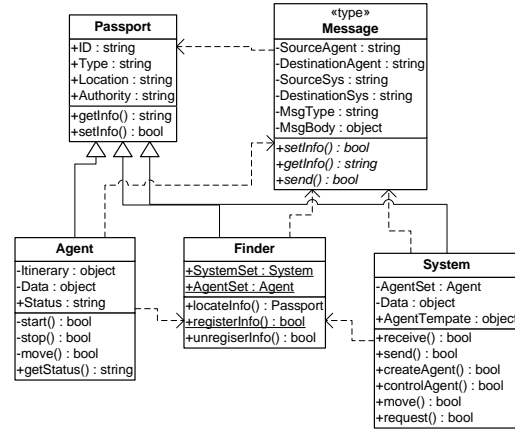 Passport
+ID : string
+Type : string
+Location : string
+Authority : string
+getInfo() : string
+setInfo() : bool
«type»
Message
-SourceAgent : string
-DestinationAgent : string
-SourceSys : string
-DestinationSys : string
-MsgType : string
-MsgBody : object
+setInfo() : bool
+getInfo() : string
+send() : bool
Agent
-Itinerary : object
-Data : object
+Status : string
-start() : bool
-stop() : bool
-move() : bool
+getStatus() : string
Finder
+SystemSet : System
+AgentSet : Agent
+locateInfo() : Passport
+registerInfo() : bool
+unregiserInfo() : bool
System
-AgentSet : Agent
-Data : object
+AgentTempate : object
+receive() : bool
+send() : bool
+createAgent() : bool
+controlAgent() : bool
+move() : bool
+request() : bool